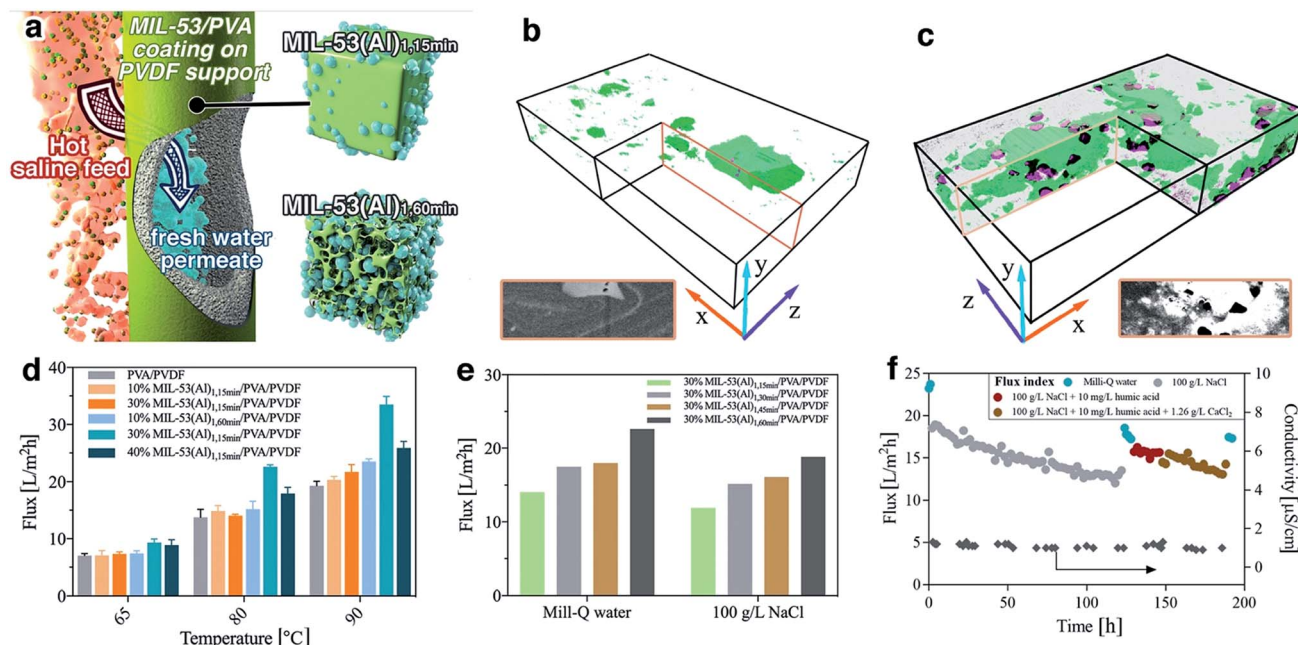 a
MIL-53/PVA
coating on
PVDF support
Hot
saline feed
fresh water
permeate
MIL-53(Al)1,15min
MIL-53(Al)1,60min
b
y
x
z
c
y
z
x
d
PVA/PVDF
10% MIL-53(Al)1,15min/PVA/PVDF
30% MIL-53(Al)1,15min/PVA/PVDF
10% MIL-53(Al)1,60min/PVA/PVDF
30% MIL-53(Al)1,15min/PVA/PVDF
40% MIL-53(Al)1,15min/PVA/PVDF
Flux [L/m²h]
40
30
20
10
0
65
80
90
Temperature [°C]
e
30% MIL-53(Al)1,15min/PVA/PVDF
30% MIL-53(Al)1,30min/PVA/PVDF
30% MIL-53(Al)1,45min/PVA/PVDF
30% MIL-53(Al)1,60min/PVA/PVDF
Flux [L/m²h]
30
20
10
0
Mill-Q water
100 g/L NaCl
f
Flux index
Milli-Q water
100 g/L NaCl
100 g/L NaCl + 10 mg/L humic acid
100 g/L NaCl + 10 mg/L humic acid + 1.26 g/L CaCl₂
Flux [L/m²h]
25
20
15
10
5
0
0
50
100
150
200
Time [h]
10
8
6
4
2
0
Conductivity [µS/cm]